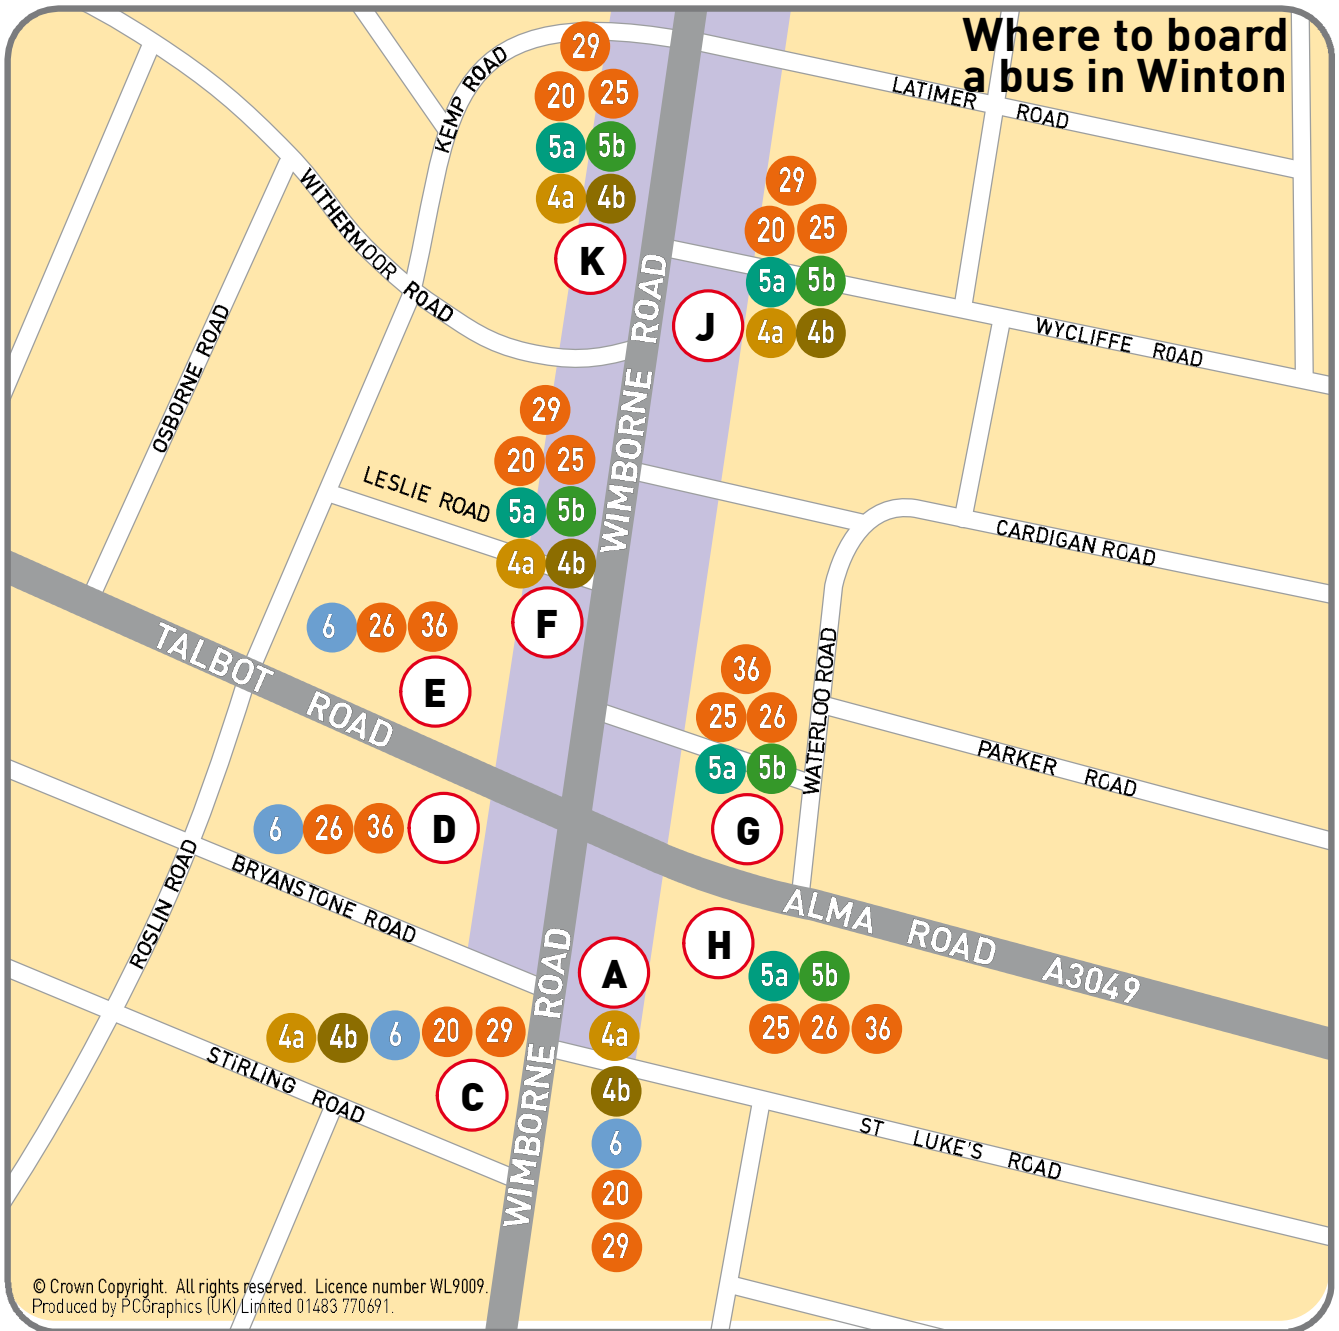 Where to board
a bus in Winton
29
20 25
5a 5b
4a 4b
K
KEMP ROAD
LATIMER ROAD
29
20 25
5a 5b
4a 4b
J
WITHERMOOR ROAD
WIMBORNE ROAD
WYCLIFFE ROAD
OSBORNE ROAD
29
20 25
5a 5b
4a 4b
F
LESLIE ROAD
WIMBORNE ROAD
CARDIGAN ROAD
6 26 36
E
TALBOT ROAD
36
25 26
5a 5b
G
WATERLOO ROAD
PARKER ROAD
6 26 36 D
BRYANSTONE ROAD
ROSLIN ROAD
ALMA ROAD A3049
H
5a 5b
25 26 36
WIMBORNE ROAD
A
4a
4b
6
20
29
4a 4b 6 20 29
C
STIRLING ROAD
WIMBORNE ROAD
ST LUKE'S ROAD
© Crown Copyright. All rights reserved. Licence number WL9009.
Produced by PCGraphics (UK) Limited 01483 770691.